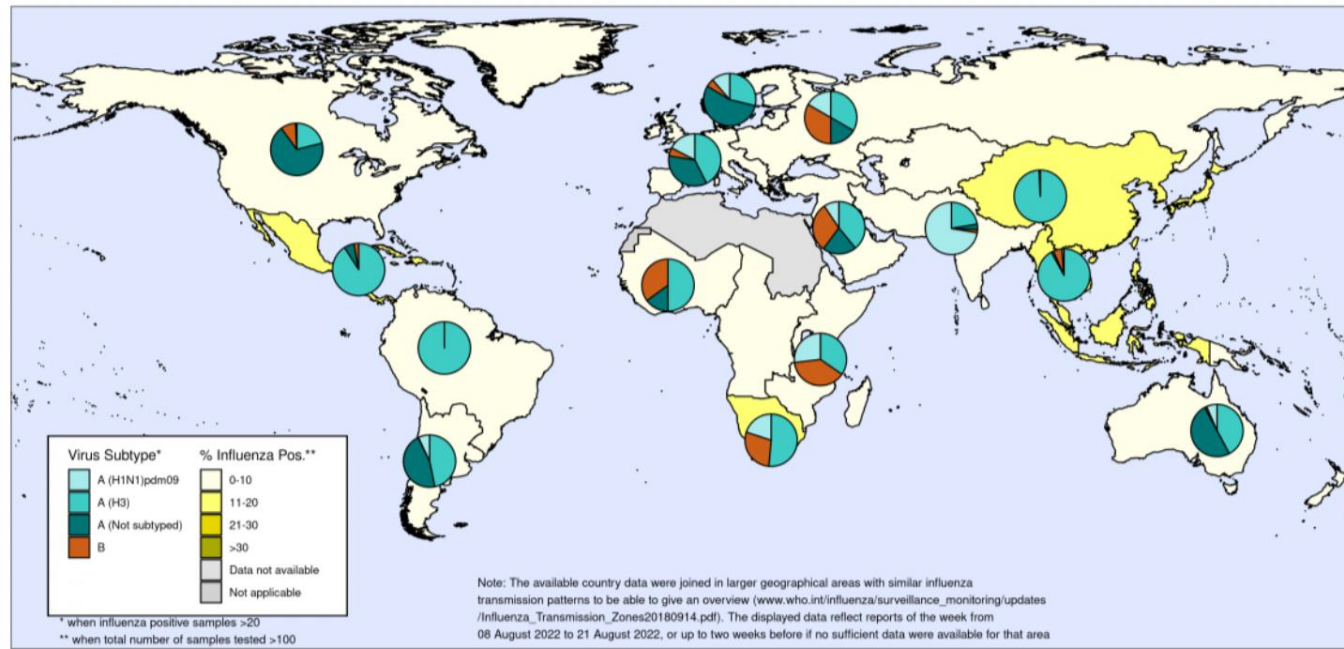 Virus Subtype*
A (H1N1)pdm09
A (H3)
A (Not subtyped)
B
% Influenza Pos.**
0-10
11-20
21-30
>30
Data not available
Not applicable
* when influenza positive samples >20
** when total number of samples tested >100
Note: The available country data were joined in larger geographical areas with similar influenza
transmission patterns to be able to give an overview (www.who.int/influenza/surveillance_monitoring/updates
/Influenza_Transmission_Zones20180914.pdf). The displayed data reflect reports of the week from
08 August 2022 to 21 August 2022, or up to two weeks before if no sufficient data were available for that area